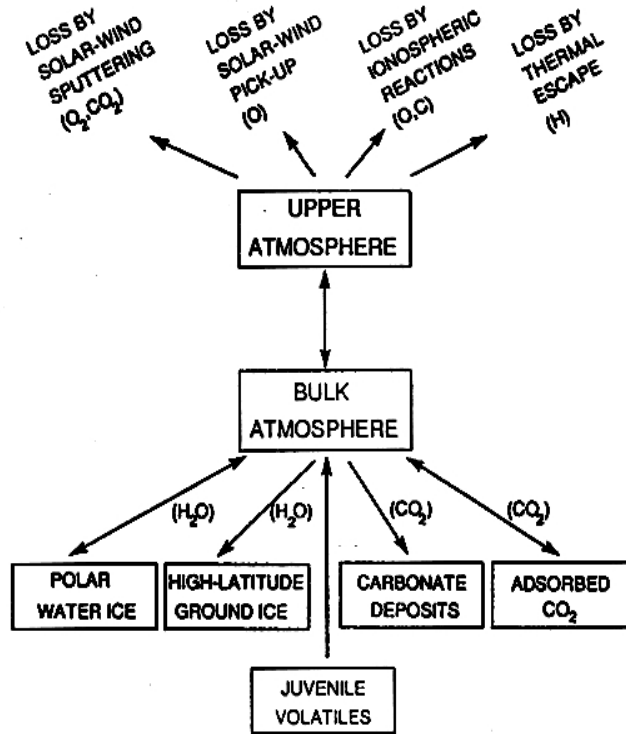 LOSS BY
SOLAR-WIND
SPUTTERING
(O₂,CO₂)
LOSS BY
SOLAR-WIND
PICK-UP
(O)
LOSS BY
IONOSPHERIC
REACTIONS
(O,C)
LOSS BY
THERMAL
ESCAPE
(H)
UPPER
ATMOSPHERE
BULK
ATMOSPHERE
(H₂O)
(H₂O)
(CO₂)
(CO₂)
POLAR
WATER ICE
HIGH-LATITUDE
GROUND ICE
CARBONATE
DEPOSITS
ADSORBED
CO₂
JUVENILE
VOLATILES